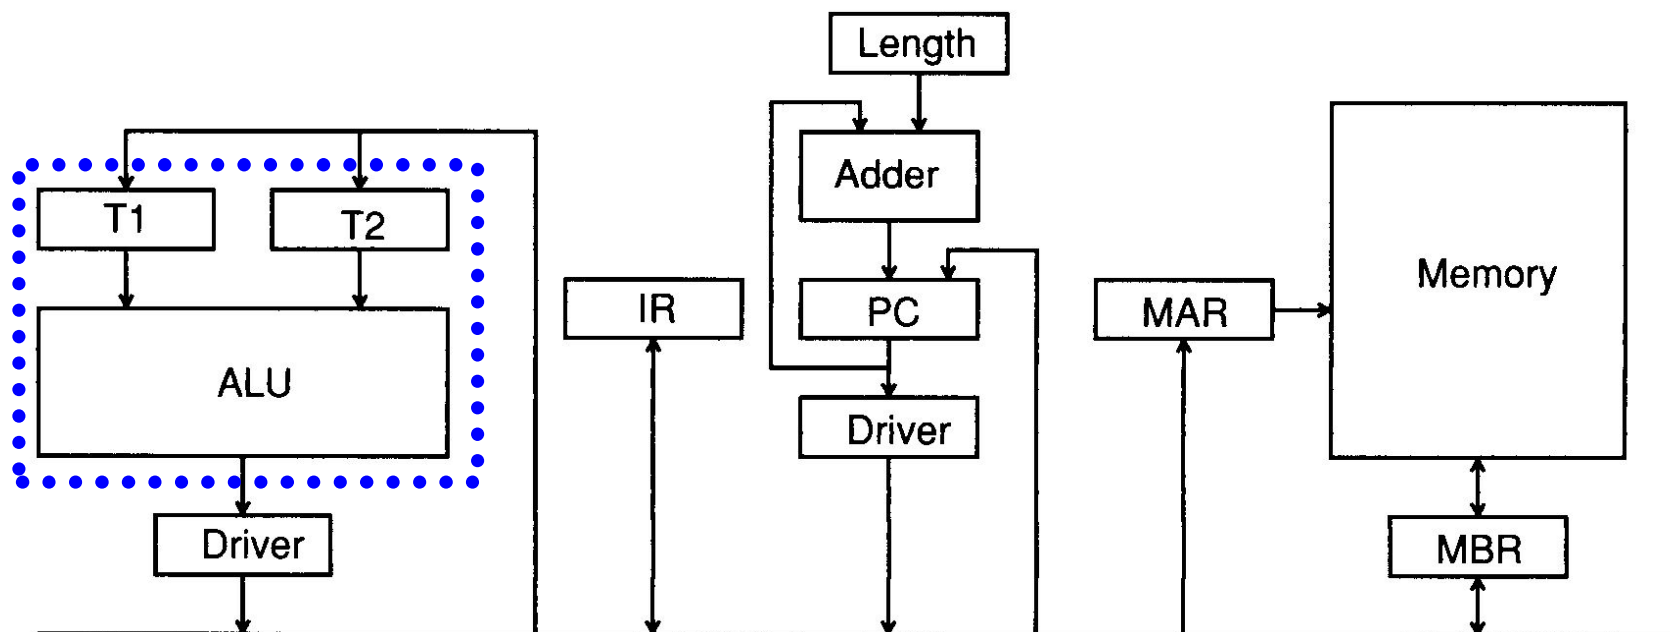 Length
Adder
T1
T2
IR
PC
MAR
Memory
ALU
Driver
Driver
MBR